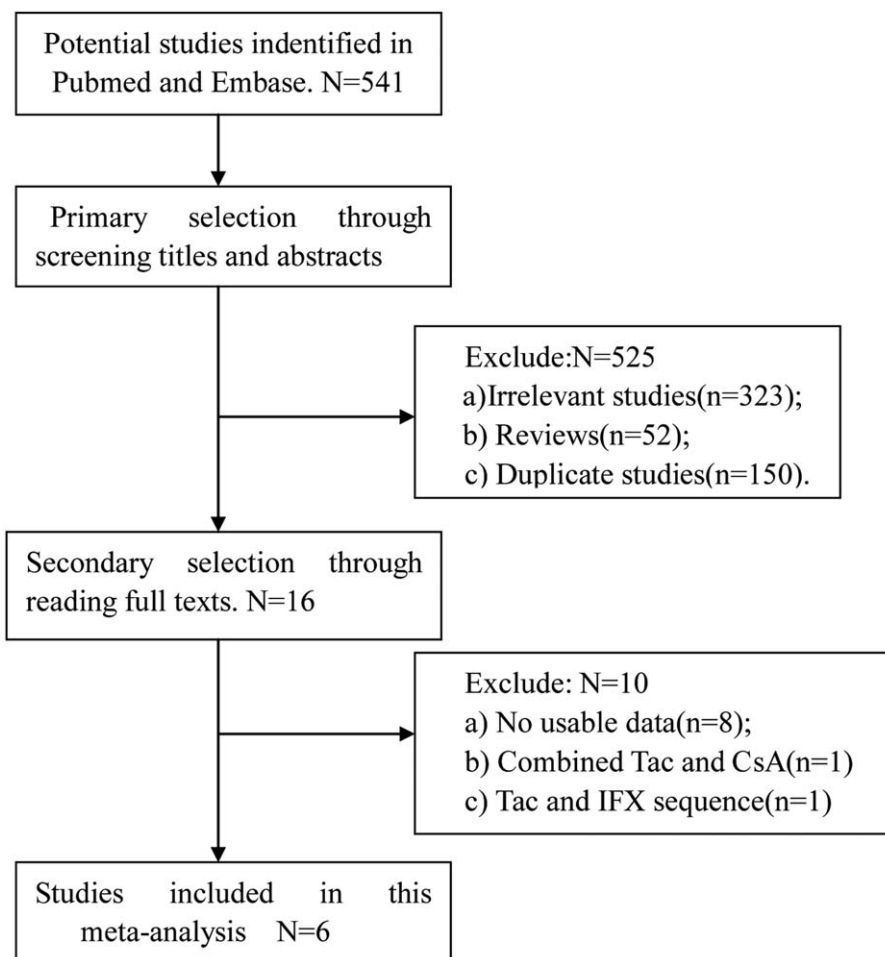 Potential studies indentified in
Pubmed and Embase. N=541
Primary selection through
screening titles and abstracts
Exclude:N=525
a)Irrelevant studies(n=323);
b) Reviews(n=52);
c) Duplicate studies(n=150).
Secondary selection through
reading full texts. N=16
Exclude: N=10
a) No usable data(n=8);
b) Combined Tac and CsA(n=1)
c) Tac and IFX sequence(n=1)
Studies included in this
meta-analysis N=6